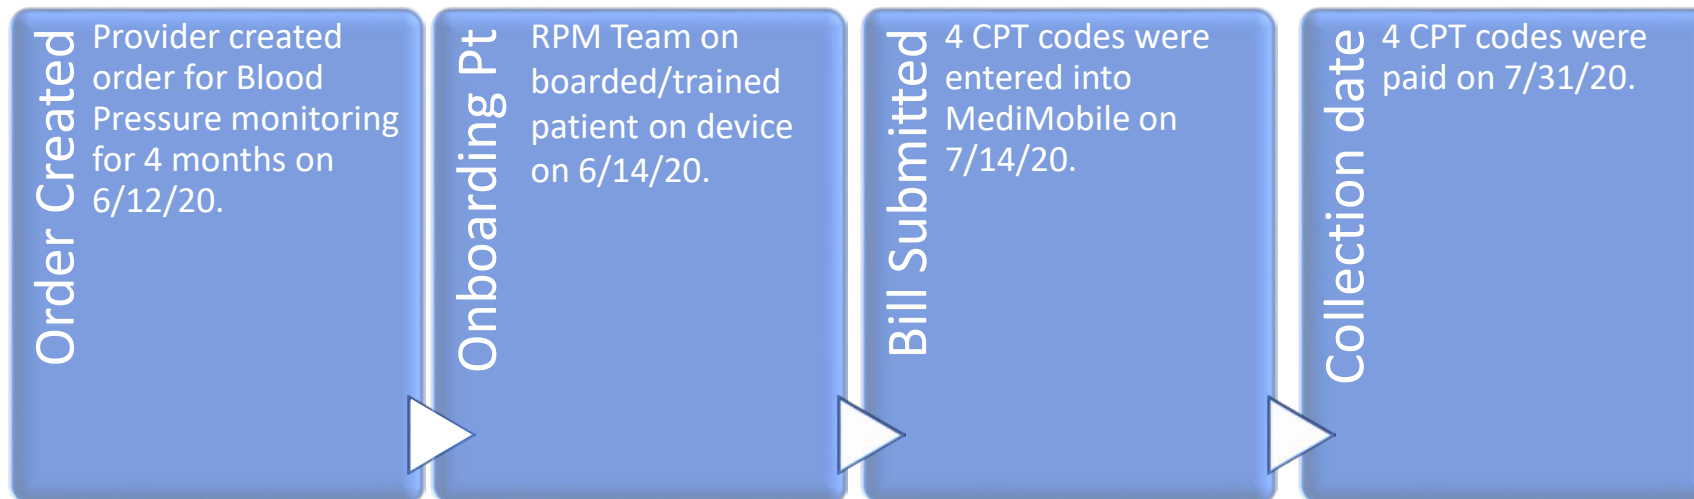 Order Created
Provider created
order for Blood
Pressure monitoring
for 4 months on
6/12/20.
Onboarding Pt
RPM Team on
boarded/trained
patient on device
on 6/14/20.
Bill Submitted
4 CPT codes were
entered into
MediMobile on
7/14/20.
Collection date
4 CPT codes were
paid on 7/31/20.